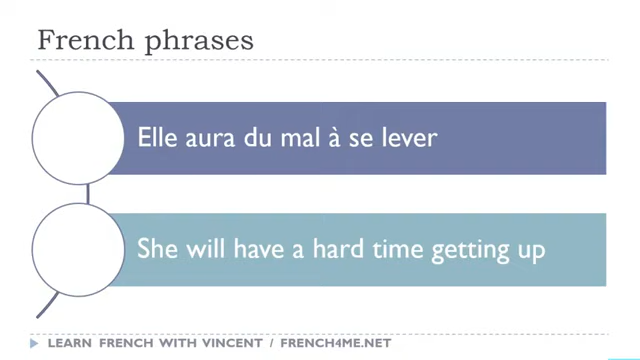 French phrases
Elle aura du mal à se lever
She will have a hard time getting up
LEARN FRENCH WITH VINCENT / FRENCH4ME.NET